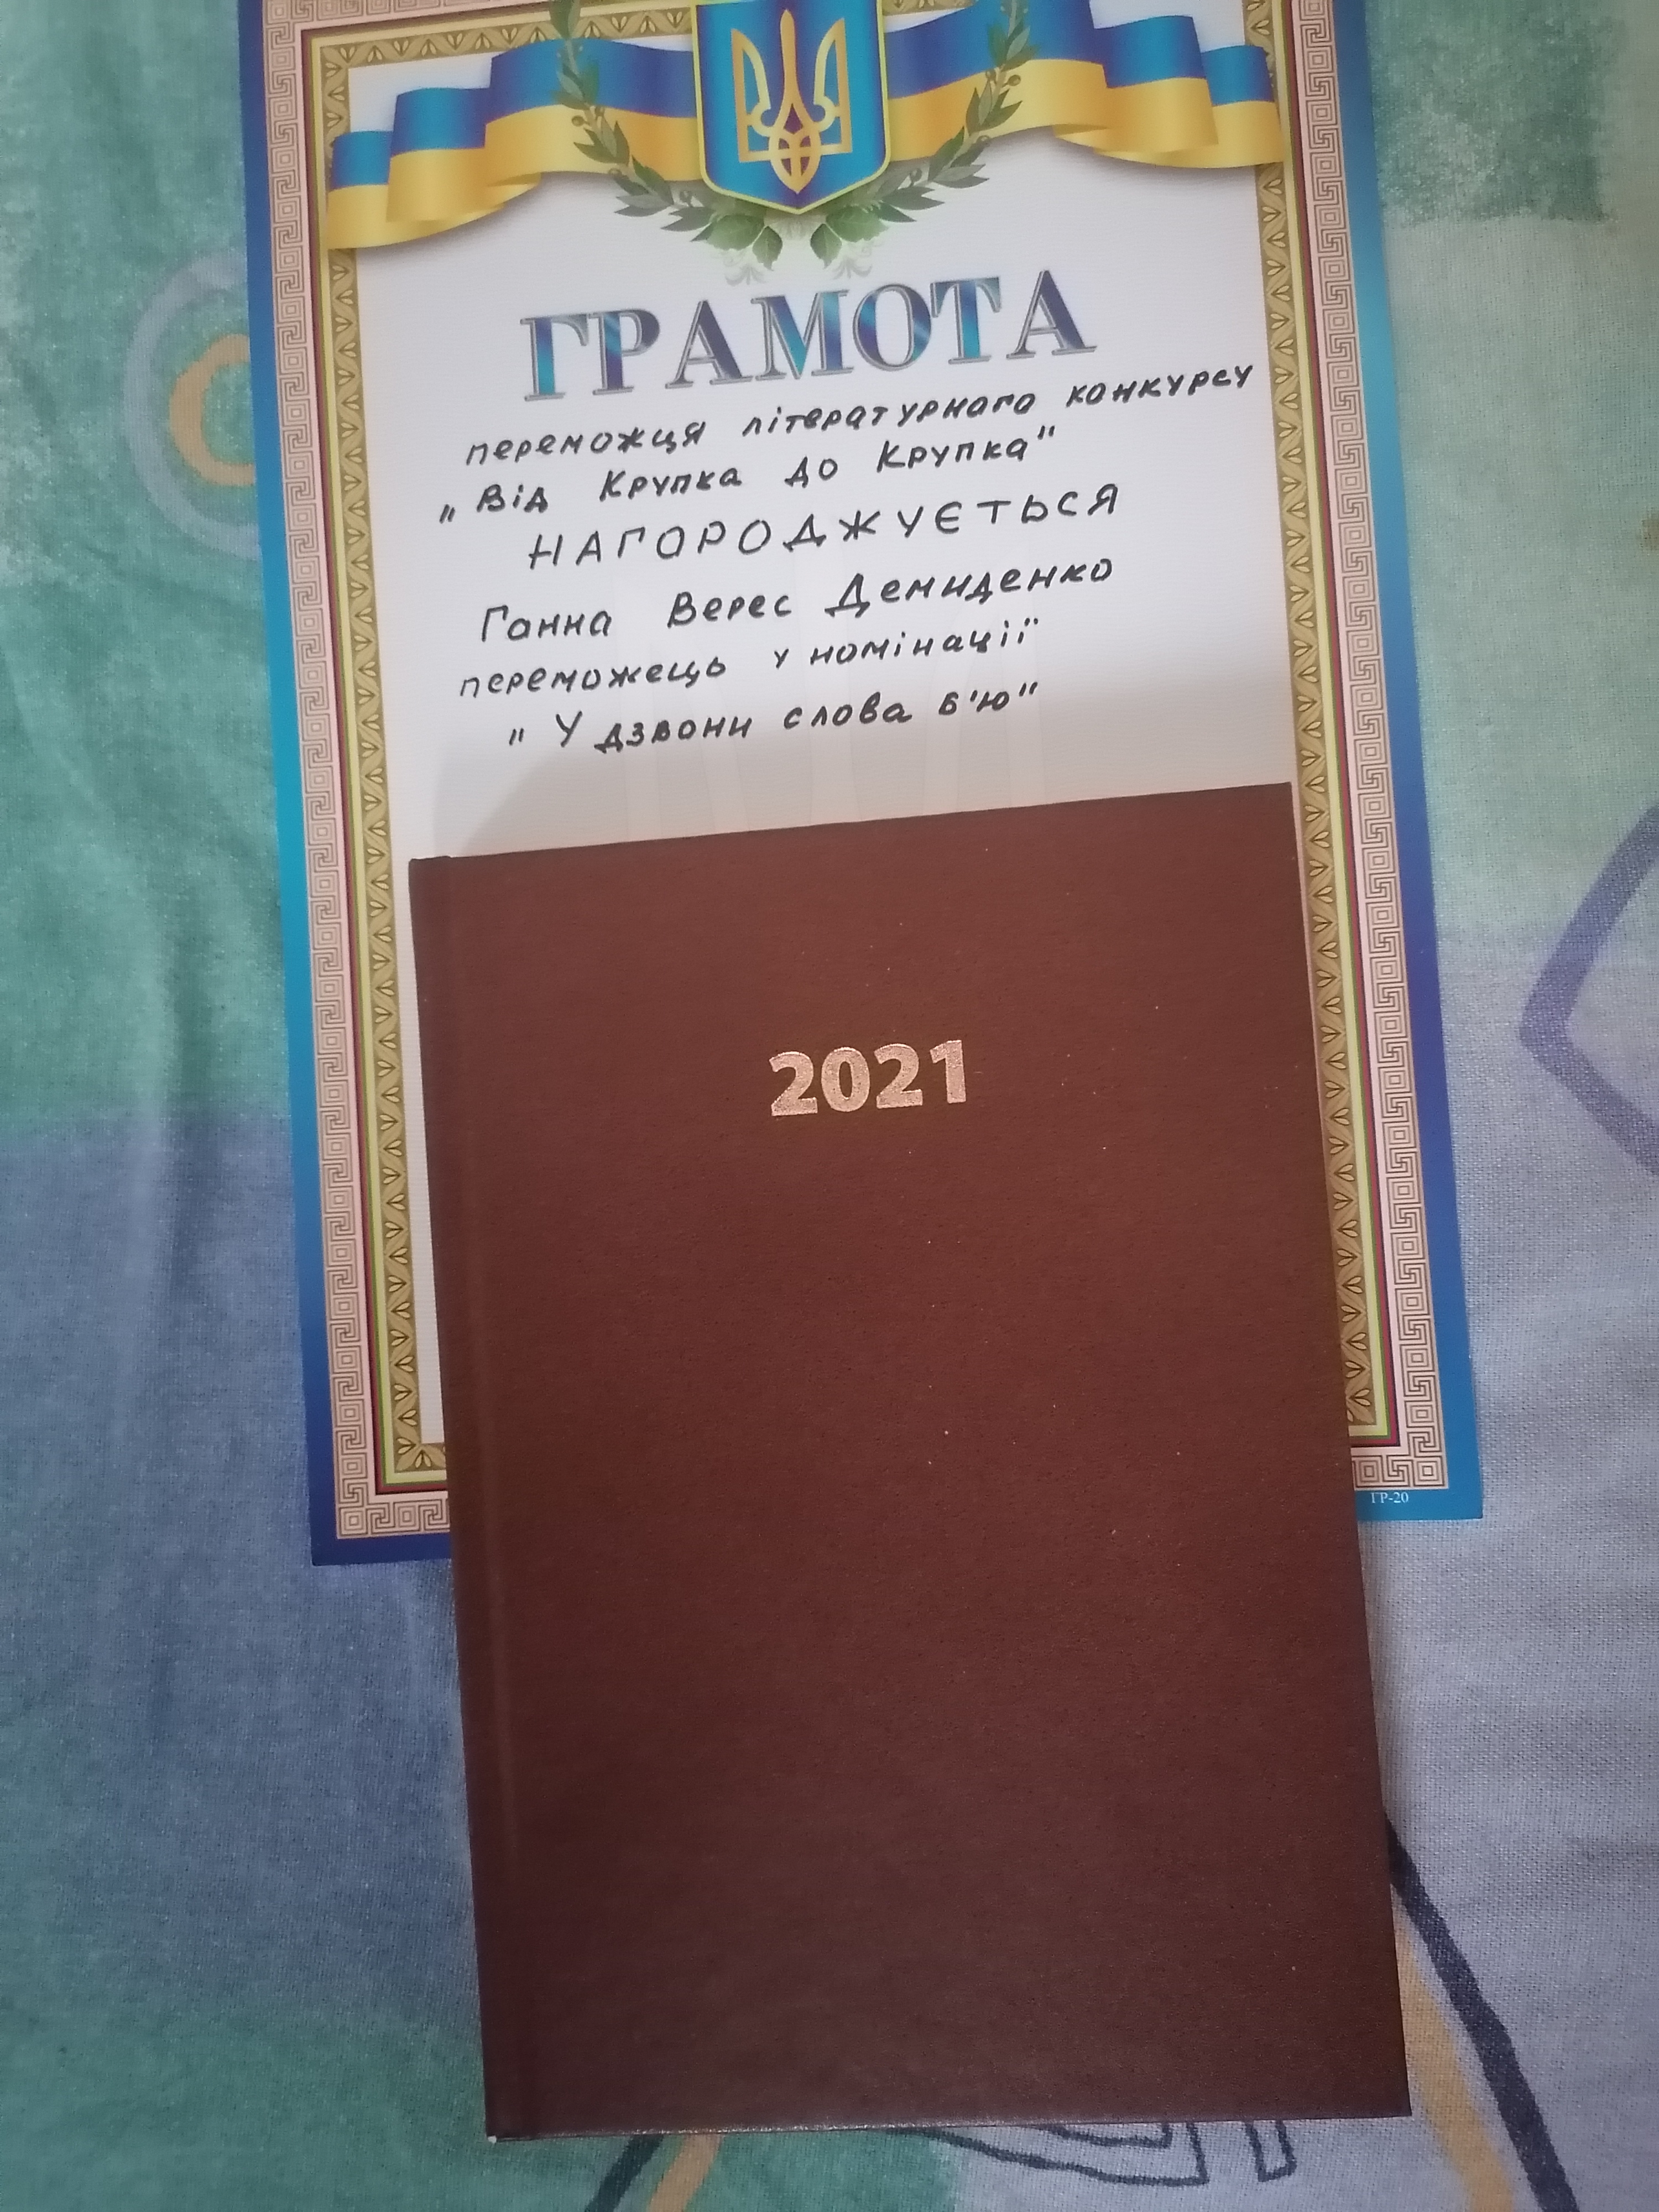 ГРАМОТА
переможця літературного конкурсу
„Від Крупка до Крупка"
НАГОРОДЖУЄТЬСЯ
Ганна Верес Демиденко
переможець у номінації
„У дзвони слова б'ю"
2021
ГР-20